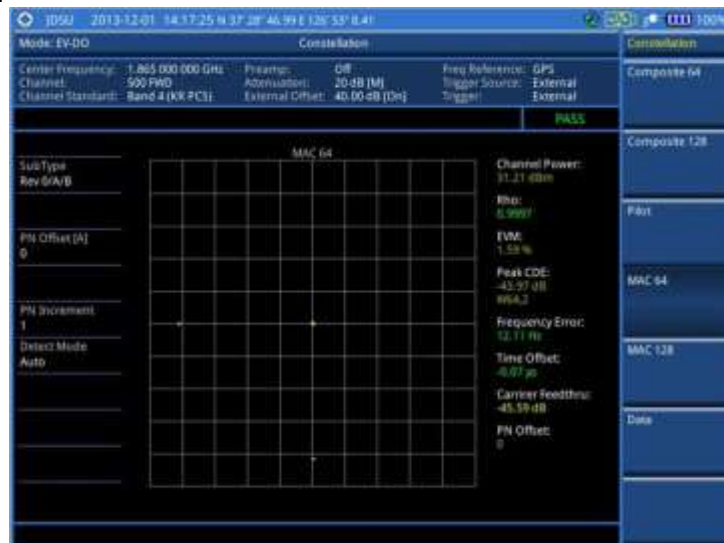 JDSU 2013-12-01 14:17:25 N 37° 28' 46.99 E 126° 53' 8.41 100%
Mode: EV-DO Constellation Constellation
Center Frequency: 1.865 000 000 GHz Preamp: Off Freq Reference: GPS
Channel: 500 FWD Attenuation: 20 dB [M] Trigger Source: External
Channel Standard: Band 4 (KR PCS) External Offset: 40.00 dB [On] Trigger: External
PASS
MAC 64
SubType
Rev 0/A/B
PN Offset [A]
0
PN Increment
1
Detect Mode
Auto
Channel Power:
31.21 dBm
Rho:
0.9997
EVM:
1.59 %
Peak CDE:
-43.97 dB
W64,2
Frequency Error:
12.11 Hz
Time Offset:
-0.07 µs
Carrier Feedthru:
-45.59 dB
PN Offset:
0
Composite 64
Composite 128
Pilot
MAC 64
MAC 128
Data